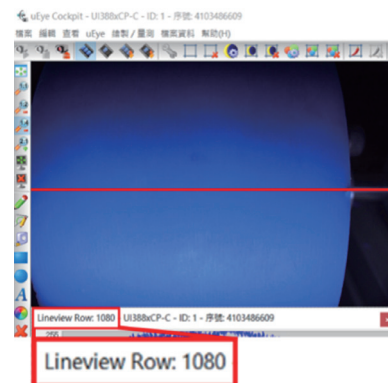 uEye Cockpit - UI388xCP-C - ID: 1 - 序號: 4103486609
檔案 編輯 查看 uEye 繪製 / 量測 檔案資料 幫助(H)
A
Lineview Row: 1080 UI388xCP-C - ID: 1 - 序號: 4103486609
255
Lineview Row: 1080